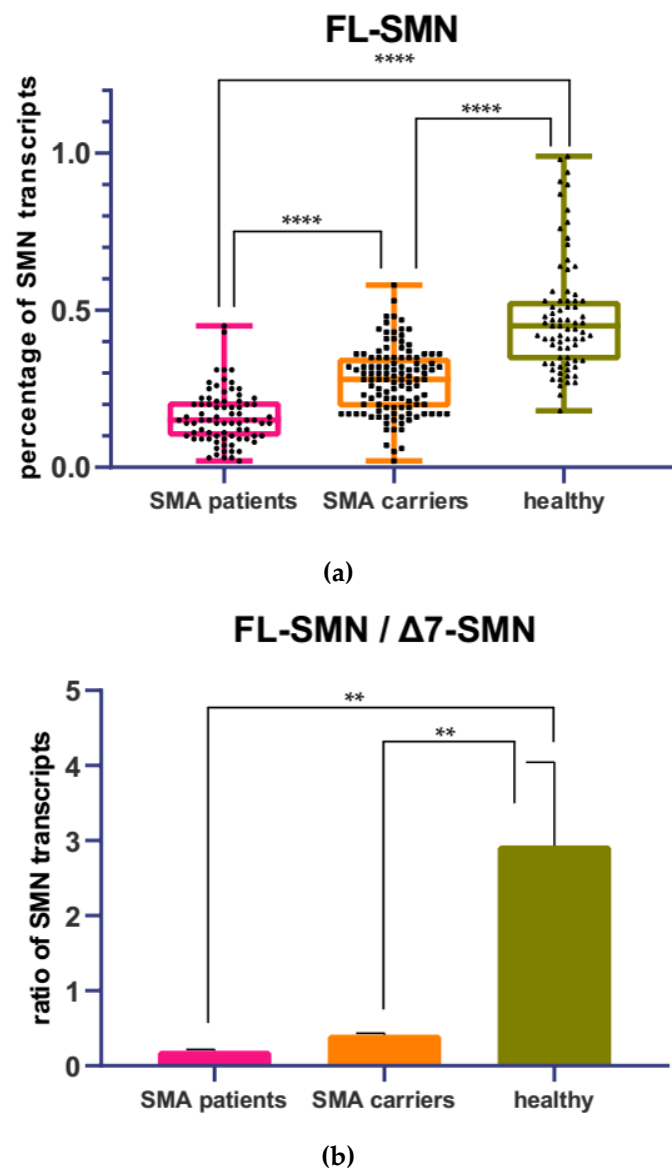 FL-SMN
****
****
****
percentage of SMN transcripts
1.0
0.5
0.0
SMA patients SMA carriers healthy
(a)
FL-SMN / Δ7-SMN
**
**
ratio of SMN transcripts
5
4
3
2
1
0
SMA patients SMA carriers healthy
(b)